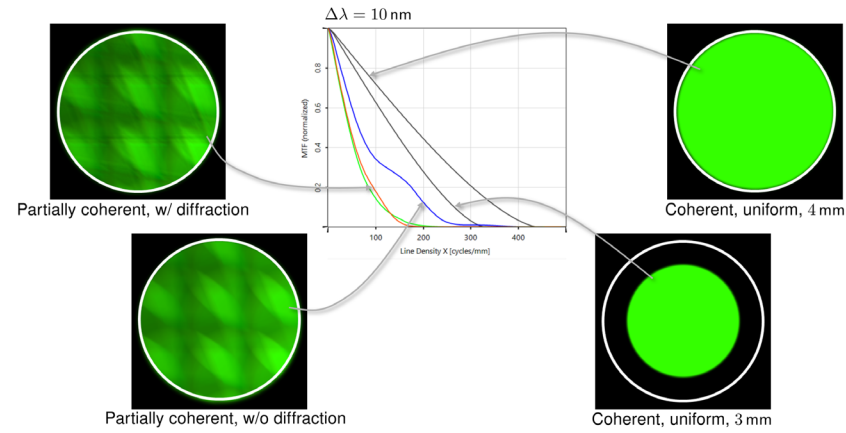 Δλ = 10 nm
MTF (normalized)
0.8
0.6
0.4
0.2
100 200 300 400
Line Density X [cycles/mm]
Partially coherent, w/ diffraction
Coherent, uniform, 4 mm
Partially coherent, w/o diffraction
Coherent, uniform, 3 mm